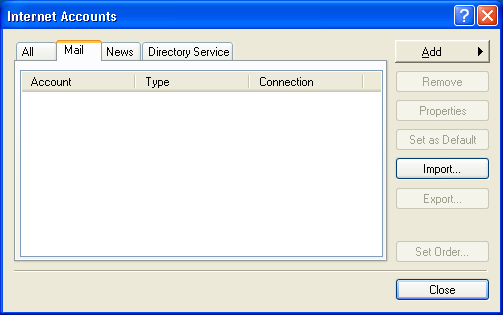 Internet Accounts
All Mail News Directory Service
Account Type Connection
Add
Remove
Properties
Set as Default
Import...
Export...
Set Order...
Close